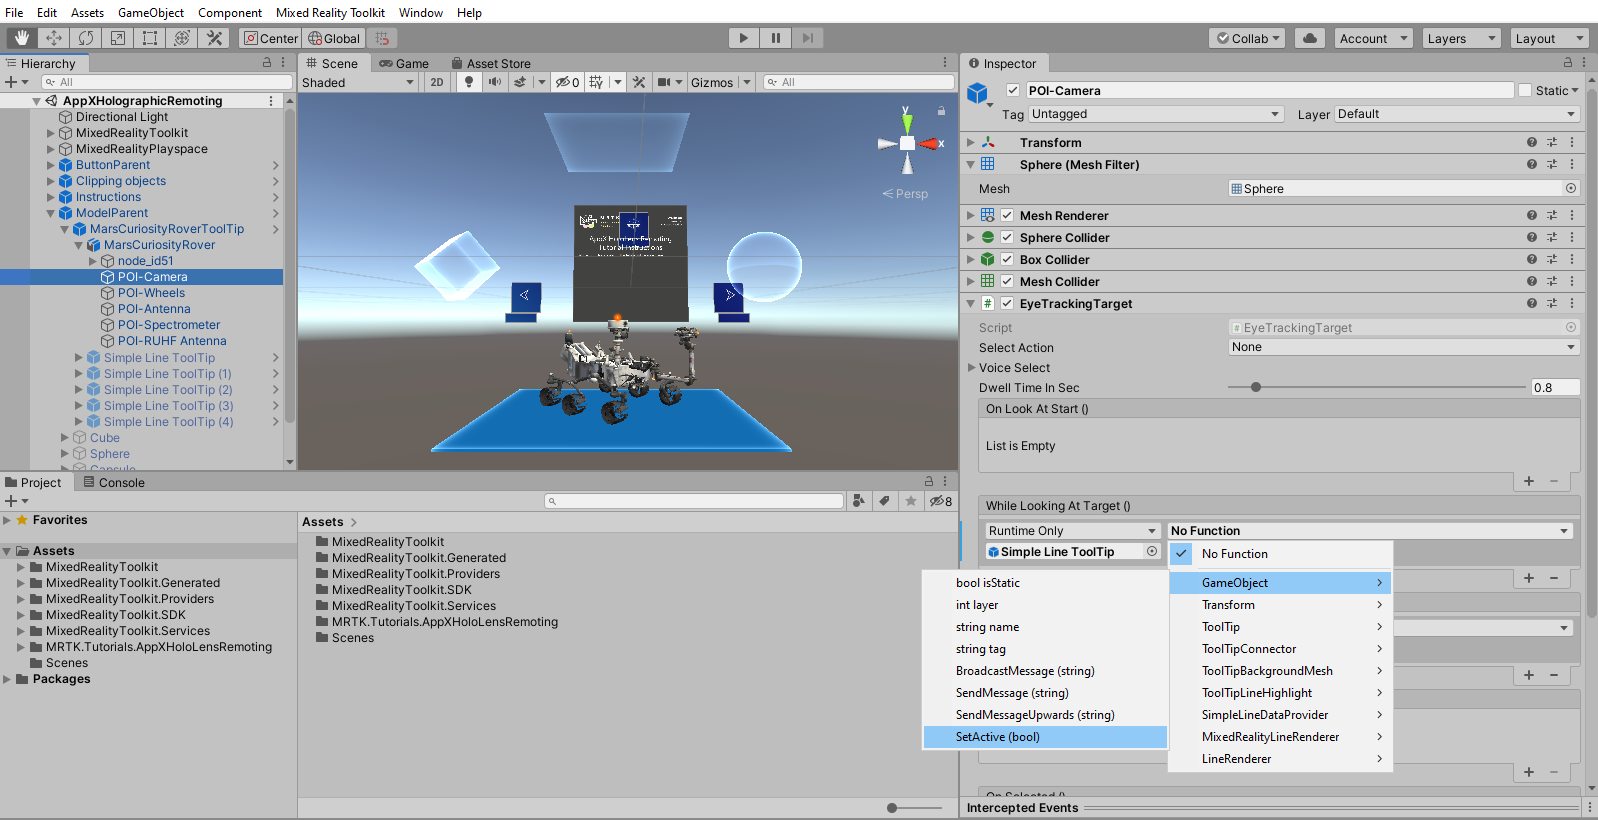 File Edit Assets GameObject Component Mixed Reality Toolkit Window Help
Center Global
Collab Account Layers Layout
Hierarchy
All
AppXHolographicRemoting
Directional Light
MixedRealityToolkit
MixedRealityPlayspace
ButtonParent
Clipping objects
Instructions
ModelParent
MarsCuriosityRoverToolTip
MarsCuriosityRover
node_id51
POI-Camera
POI-Wheels
POI-Antenna
POI-Spectrometer
POI-RUHF Antenna
Simple Line ToolTip
Simple Line ToolTip (1)
Simple Line ToolTip (2)
Simple Line ToolTip (3)
Simple Line ToolTip (4)
Cube
Sphere
Capsule
Scene Game Asset Store
Shaded 2D 0 Gizmos All
y
x
Persp
AppX HoloLens Remoting
Tutorial Instructions
Inspector
POI-Camera Static
Tag Untagged Layer Default
Transform
Sphere (Mesh Filter)
Mesh Sphere
Mesh Renderer
Sphere Collider
Box Collider
Mesh Collider
EyeTrackingTarget
Script EyeTrackingTarget
Select Action None
Voice Select
Dwell Time In Sec 0.8
On Look At Start ()
List is Empty
While Looking At Target ()
Runtime Only No Function
Simple Line ToolTip
No Function
GameObject
Transform
ToolTip
ToolTipConnector
ToolTipBackgroundMesh
ToolTipLineHighlight
SimpleLineDataProvider
MixedRealityLineRenderer
LineRenderer
bool isStatic
int layer
string name
string tag
BroadcastMessage (string)
SendMessage (string)
SendMessageUpwards (string)
SetActive (bool)
On Selected ()
Intercepted Events
Project Console
8
Favorites
Assets
MixedRealityToolkit
MixedRealityToolkit.Generated
MixedRealityToolkit.Providers
MixedRealityToolkit.SDK
MixedRealityToolkit.Services
MRTK.Tutorials.AppXHoloLensRemoting
Scenes
Packages
Assets
MixedRealityToolkit
MixedRealityToolkit.Generated
MixedRealityToolkit.Providers
MixedRealityToolkit.SDK
MixedRealityToolkit.Services
MRTK.Tutorials.AppXHoloLensRemoting
Scenes